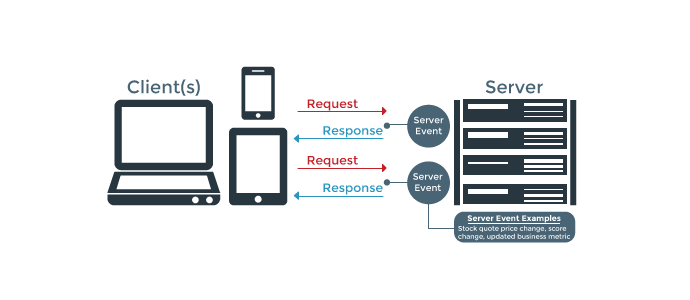 Client(s)
Server
Request
Response
Server
Event
Request
Response
Server
Event
Server Event Examples
Stock quote price change, score
change, updated business metric